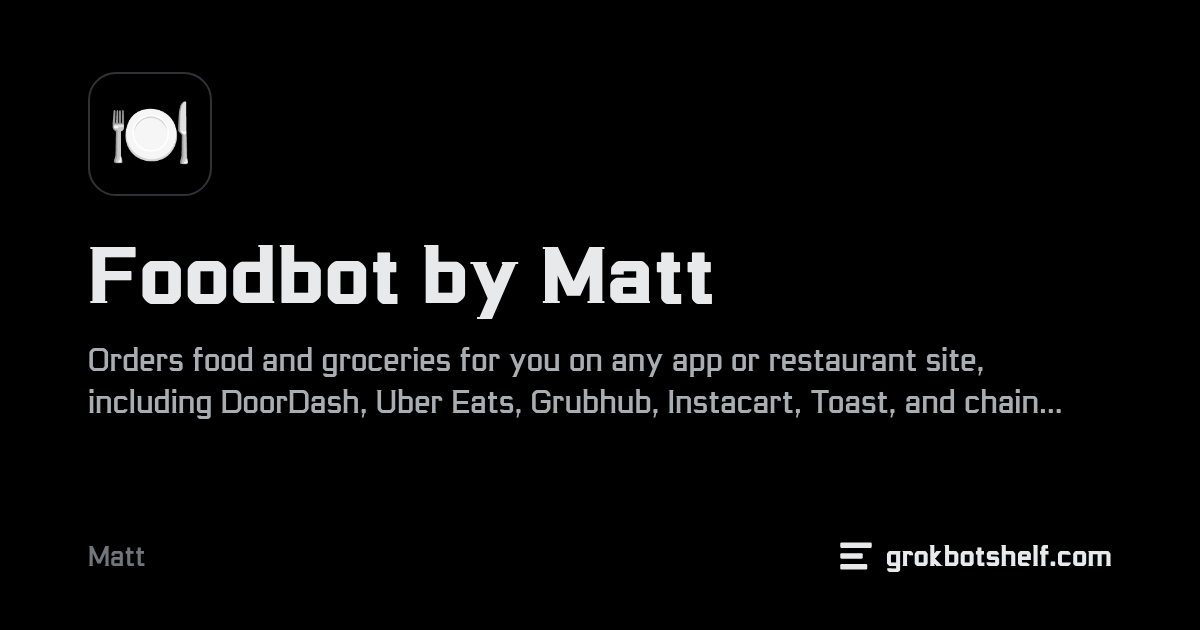 Foodbot by Matt
Orders food and groceries for you on any app or restaurant site,
including DoorDash, Uber Eats, Grubhub, Instacart, Toast, and chain...
Matt
grokbotshelf.com